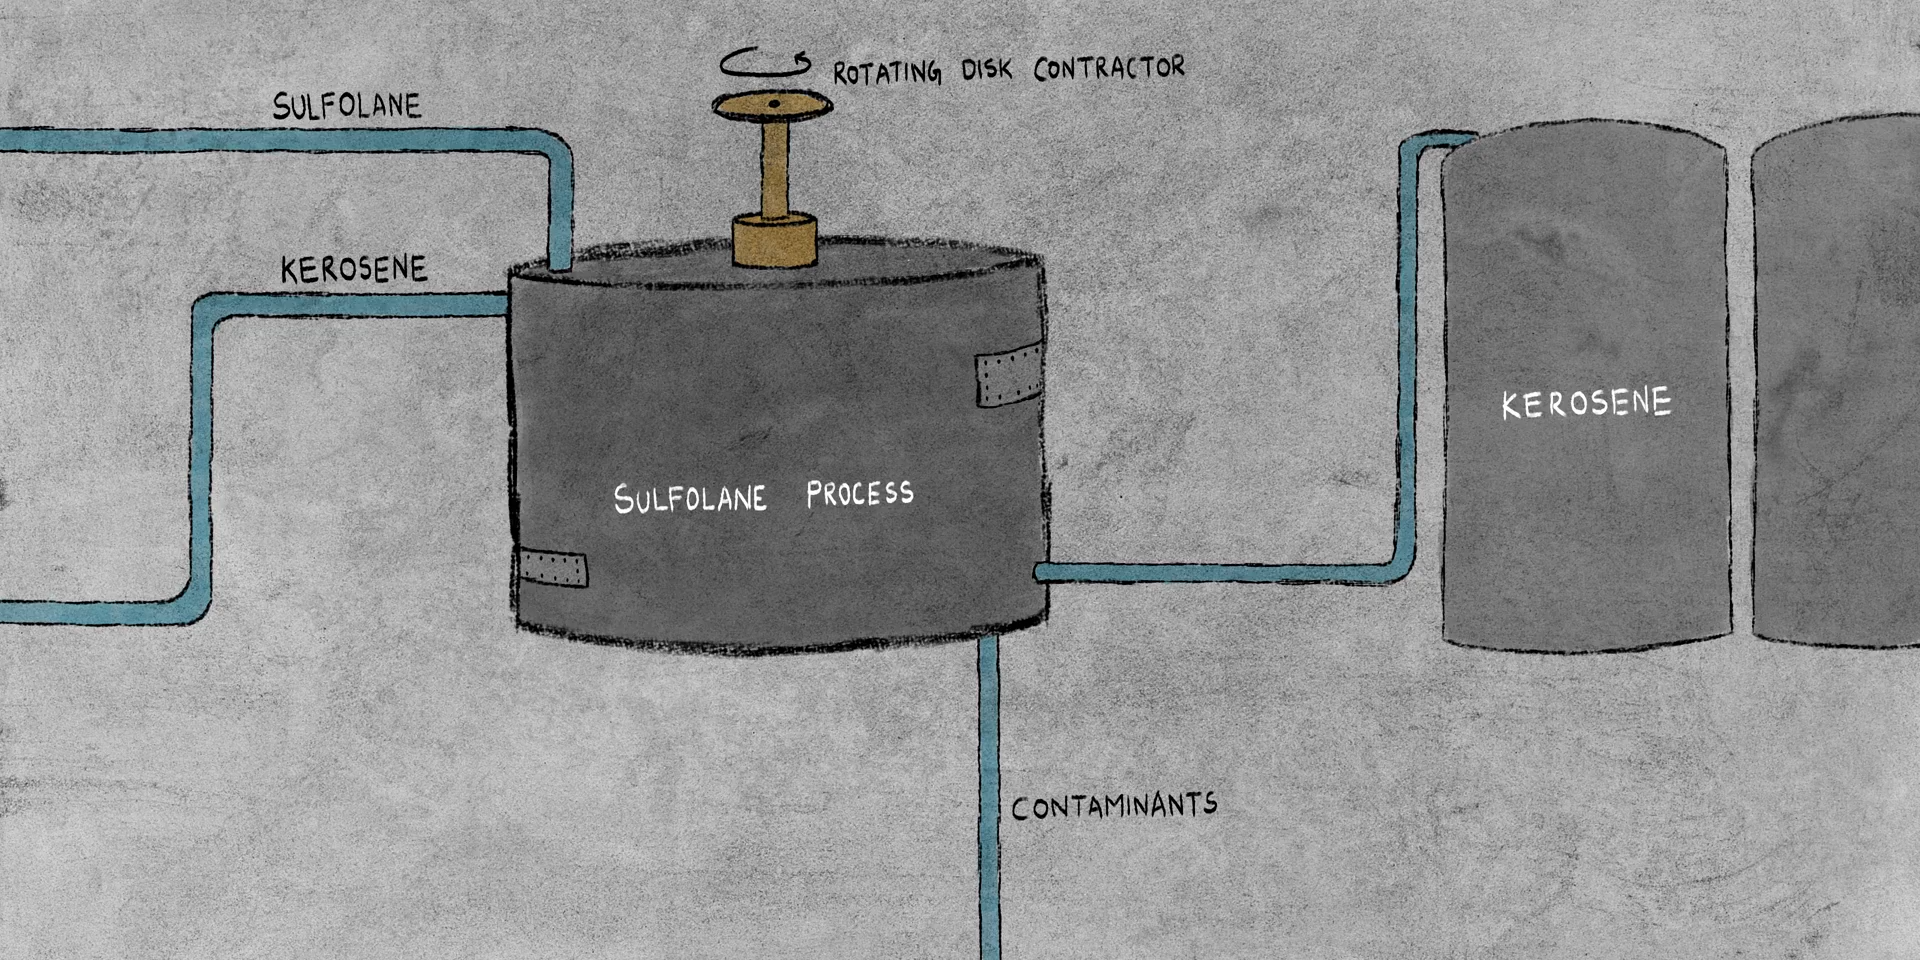 ROTATING DISK CONTRACTOR
SULFOLANE
KEROSENE
KEROSENE
SULFOLANE PROCESS
CONTAMINANTS